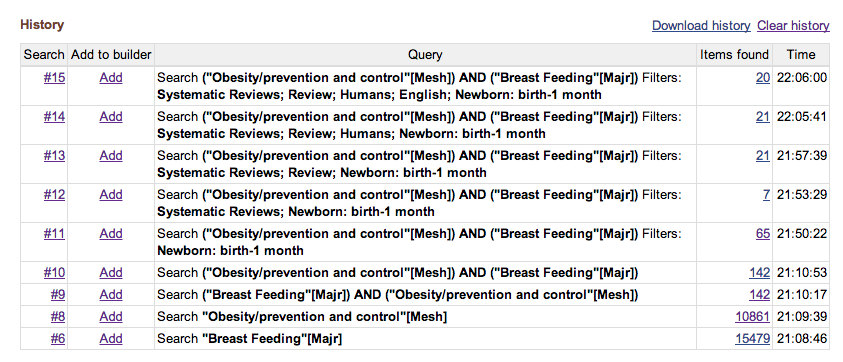 History
Download history Clear history
Search Add to builder Query Items found Time
#15 Add Search ("Obesity/prevention and control"[Mesh]) AND ("Breast Feeding"[Majr]) Filters: 20 22:06:00
Systematic Reviews; Review; Humans; English; Newborn: birth-1 month
#14 Add Search ("Obesity/prevention and control"[Mesh]) AND ("Breast Feeding"[Majr]) Filters: 21 22:05:41
Systematic Reviews; Review; Humans; Newborn: birth-1 month
#13 Add Search ("Obesity/prevention and control"[Mesh]) AND ("Breast Feeding"[Majr]) Filters: 21 21:57:39
Systematic Reviews; Review; Newborn: birth-1 month
#12 Add Search ("Obesity/prevention and control"[Mesh]) AND ("Breast Feeding"[Majr]) Filters: 7 21:53:29
Systematic Reviews; Newborn: birth-1 month
#11 Add Search ("Obesity/prevention and control"[Mesh]) AND ("Breast Feeding"[Majr]) Filters: 65 21:50:22
Newborn: birth-1 month
#10 Add Search ("Obesity/prevention and control"[Mesh]) AND ("Breast Feeding"[Majr]) 142 21:10:53
#9 Add Search ("Breast Feeding"[Majr]) AND ("Obesity/prevention and control"[Mesh]) 142 21:10:17
#8 Add Search "Obesity/prevention and control"[Mesh] 10861 21:09:39
#6 Add Search "Breast Feeding"[Majr] 15479 21:08:46